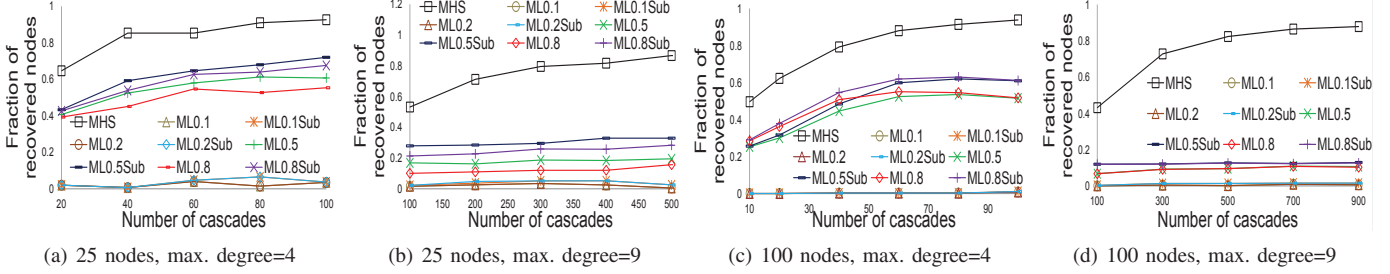 Fraction of
recovered nodes
1
0.8
0.6
0.4
0.2
0
MHS ML0.1 ML0.1Sub
ML0.2 ML0.2Sub ML0.5
ML0.5Sub ML0.8 ML0.8Sub
20 40 60 80 100
Number of cascades
(a) 25 nodes, max. degree=4
Fraction of
recovered nodes
1.2
1
0.8
0.6
0.4
0.2
0
MHS ML0.1 ML0.1Sub
ML0.2 ML0.2Sub ML0.5
ML0.5Sub ML0.8 ML0.8Sub
100 150 200 250 300 350 400 450 500
Number of cascades
(b) 25 nodes, max. degree=9
Fraction of
recovered nodes
1
0.8
0.6
0.4
0.2
0
MHS ML0.1 ML0.1Sub
ML0.2 ML0.2Sub ML0.5
ML0.5Sub ML0.8 ML0.8Sub
10 30 60 90
Number of cascades
(c) 100 nodes, max. degree=4
Fraction of
recovered nodes
1
0.8
0.6
0.4
0.2
0
MHS ML0.1 ML0.1Sub
ML0.2 ML0.2Sub ML0.5
ML0.5Sub ML0.8 ML0.8Sub
100 300 500 700 900
Number of cascades
(d) 100 nodes, max. degree=9